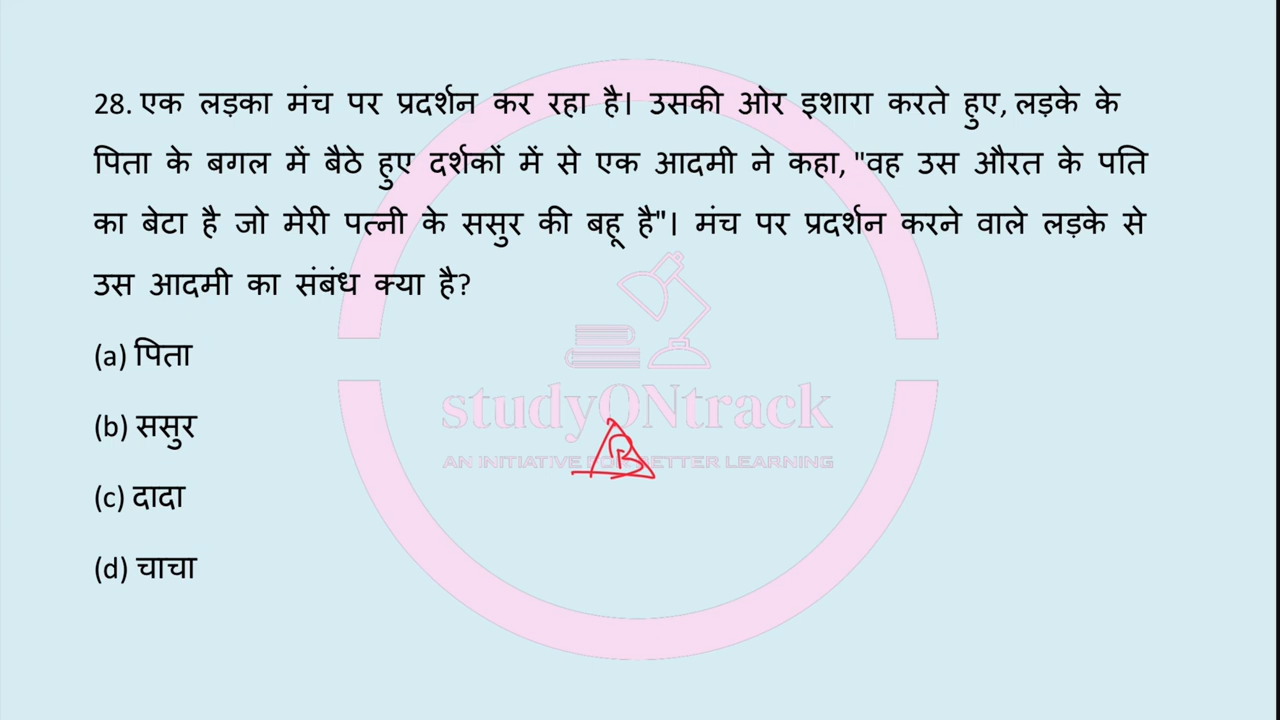 28. एक लड़का मंच पर प्रदर्शन कर रहा है। उसकी ओर इशारा करते हुए, लड़के के
पिता के बगल में बैठे हुए दर्शकों में से एक आदमी ने कहा, "वह उस औरत के पति
का बेटा है जो मेरी पत्नी के ससुर की बहू है"। मंच पर प्रदर्शन करने वाले लड़के से
उस आदमी का संबंध क्या है?
(a) पिता
(b) ससुर
studyONtrack
B
AN INITIATIVE FOR BETTER LEARNING
(c) दादा
(d) चाचा